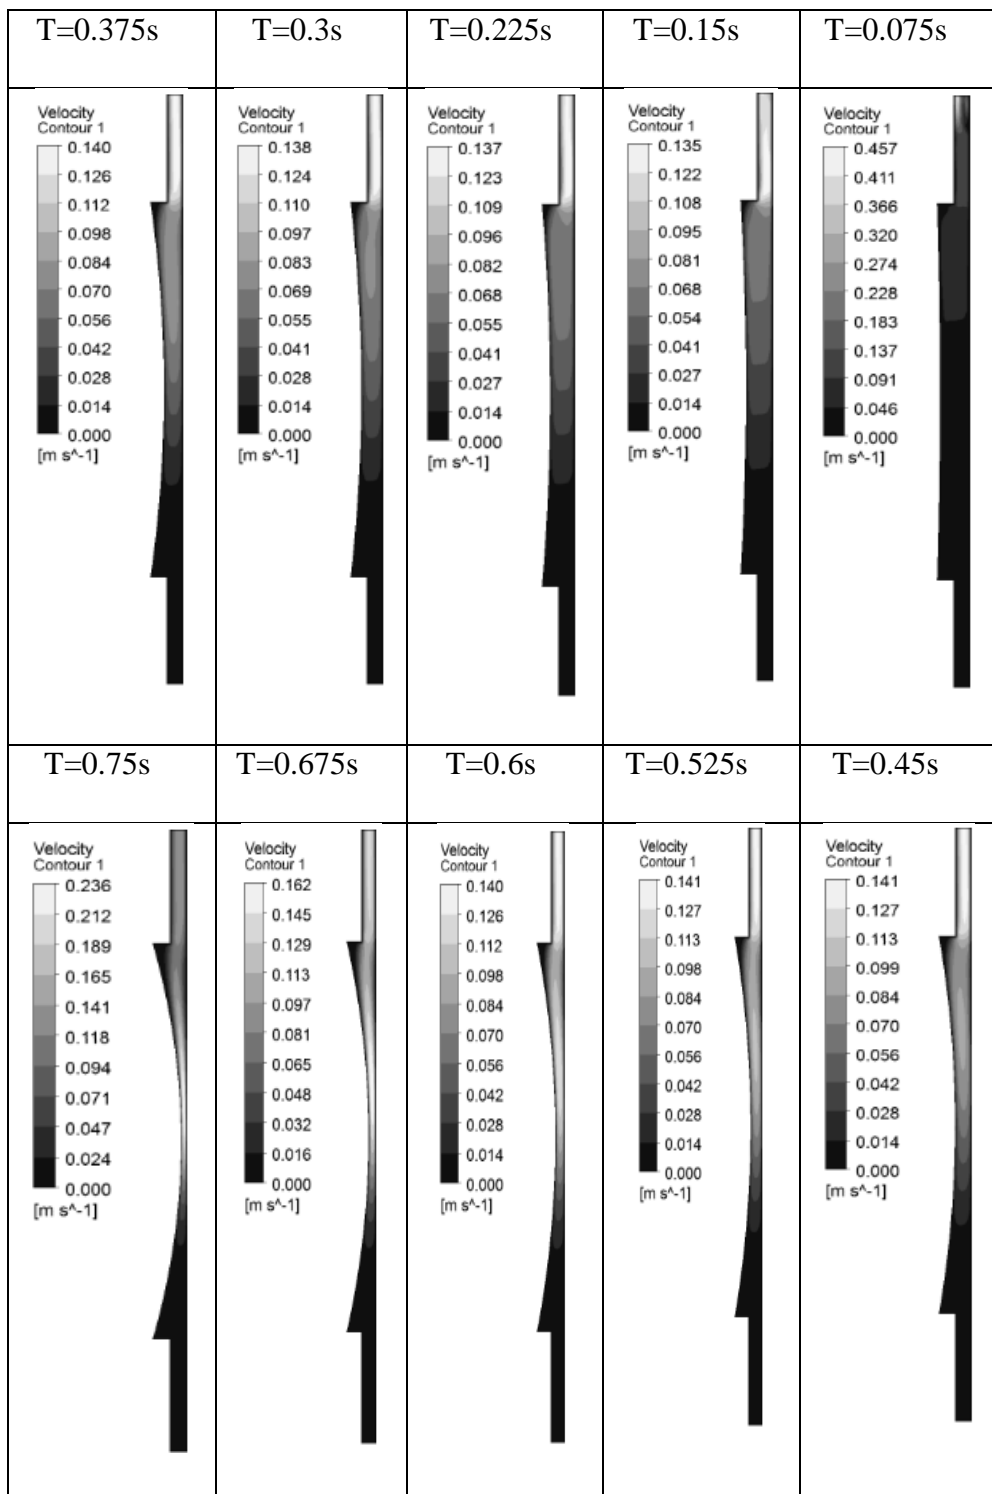 T=0.375s
T=0.3s
T=0.225s
T=0.15s
T=0.075s
Velocity
Contour 1
0.140
0.126
0.112
0.098
0.084
0.070
0.056
0.042
0.028
0.014
0.000
[m s^-1]
Velocity
Contour 1
0.138
0.124
0.110
0.097
0.083
0.069
0.055
0.041
0.028
0.014
0.000
[m s^-1]
Velocity
Contour 1
0.137
0.123
0.109
0.096
0.082
0.068
0.055
0.041
0.027
0.014
0.000
[m s^-1]
Velocity
Contour 1
0.135
0.122
0.108
0.095
0.081
0.068
0.054
0.041
0.027
0.014
0.000
[m s^-1]
Velocity
Contour 1
0.457
0.411
0.366
0.320
0.274
0.228
0.183
0.137
0.091
0.046
0.000
[m s^-1]
T=0.75s
T=0.675s
T=0.6s
T=0.525s
T=0.45s
Velocity
Contour 1
0.236
0.212
0.189
0.165
0.141
0.118
0.094
0.071
0.047
0.024
0.000
[m s^-1]
Velocity
Contour 1
0.162
0.145
0.129
0.113
0.097
0.081
0.065
0.048
0.032
0.016
0.000
[m s^-1]
Velocity
Contour 1
0.140
0.126
0.112
0.098
0.084
0.070
0.056
0.042
0.028
0.014
0.000
[m s^-1]
Velocity
Contour 1
0.141
0.127
0.113
0.098
0.084
0.070
0.056
0.042
0.028
0.014
0.000
[m s^-1]
Velocity
Contour 1
0.141
0.127
0.113
0.099
0.084
0.070
0.056
0.042
0.028
0.014
0.000
[m s^-1]